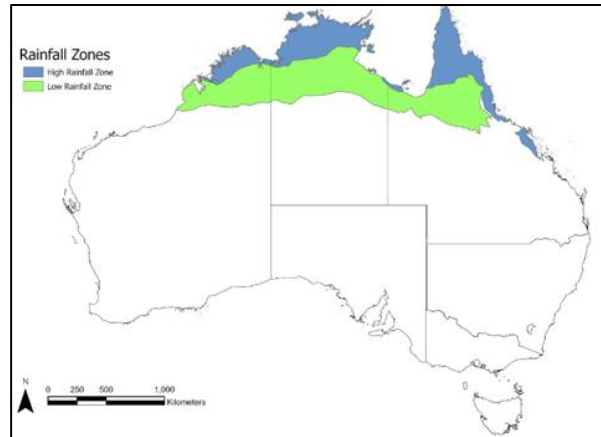 Rainfall Zones
High Rainfall Zone
Low Rainfall Zone
N
0 250 500 1,000
Kilometers